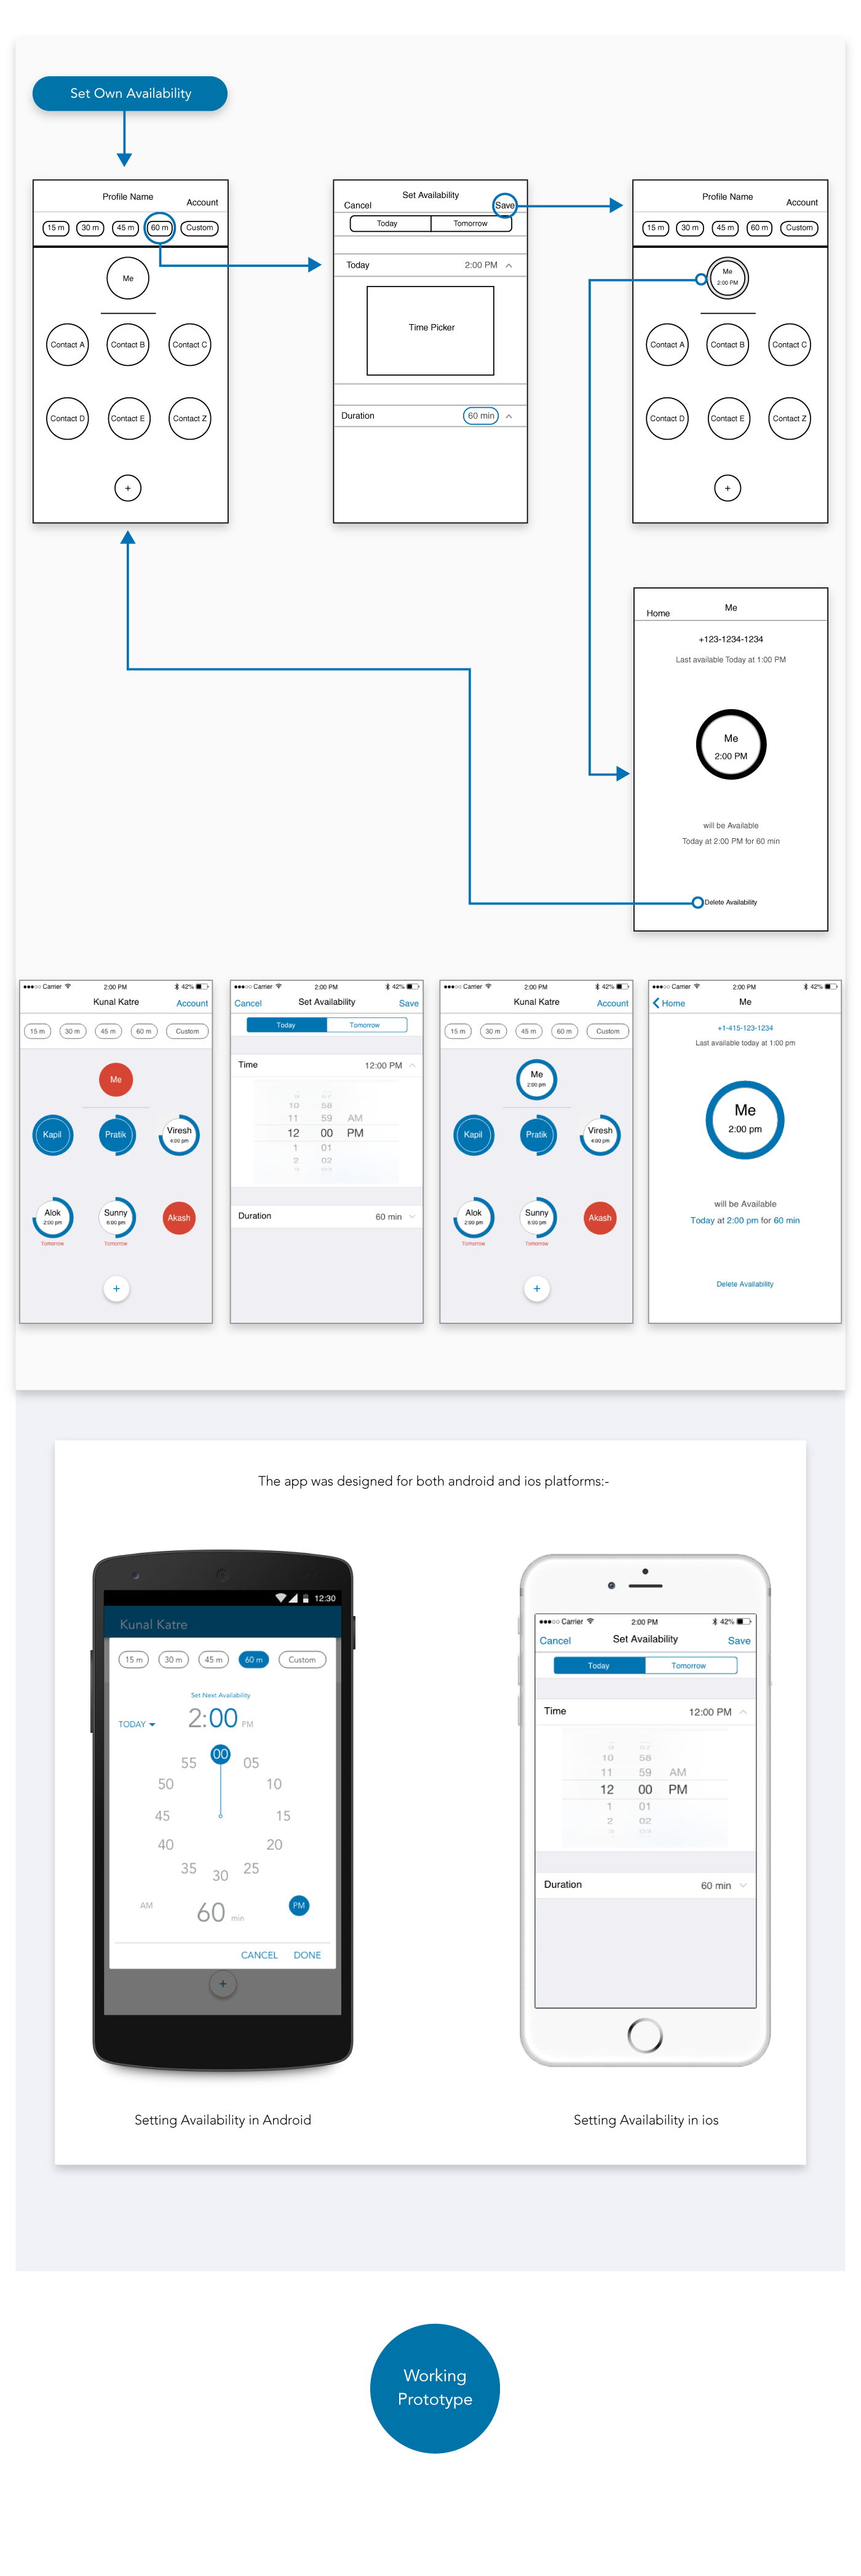 Set Own Availability
Profile Name
Account
15 m 30 m 45 m 60 m Custom
Me
Contact A Contact B Contact C
Contact D Contact E Contact Z
+
Set Availability
Cancel Save
Today Tomorrow
Today 2:00 PM
Time Picker
Duration 60 min
Profile Name
Account
15 m 30 m 45 m 60 m Custom
Me
2:00 PM
Contact A Contact B Contact C
Contact D Contact E Contact Z
+
Me
Home
+123-1234-1234
Last available Today at 1:00 PM
Me
2:00 PM
will be Available
Today at 2:00 PM for 60 min
Delete Availability
Carrier 2:00 PM 42%
Kunal Katre Account
15 m 30 m 45 m 60 m Custom
Me
Kapil Pratik Viresh
4:00 pm
Alok Sunny Akash
2:00 pm 6:00 pm
Tomorrow Tomorrow
+
Carrier 2:00 PM 42%
Cancel Set Availability Save
Today Tomorrow
Time 12:00 PM
10 58
11 59 AM
12 00 PM
1 01
2 02
Duration 60 min
Carrier 2:00 PM 42%
Kunal Katre Account
15 m 30 m 45 m 60 m Custom
Me
2:00 pm
Kapil Pratik Viresh
4:00 pm
Alok Sunny Akash
2:00 pm 6:00 pm
Tomorrow Tomorrow
+
Carrier 2:00 PM 42%
Home Me
+1-415-123-1234
Last available today at 1:00 pm
Me
2:00 pm
will be Available
Today at 2:00 pm for 60 min
Delete Availability
The app was designed for both android and ios platforms:-
12:30
Kunal Katre
15 m 30 m 45 m 60 m Custom
Set Next Availability
TODAY 2:00 PM
00
55 05
50 10
45 15
40 20
35 25
30
AM 60 min PM
CANCEL DONE
+
Carrier 2:00 PM 42%
Cancel Set Availability Save
Today Tomorrow
Time 12:00 PM
10 58
11 59 AM
12 00 PM
1 01
2 02
Duration 60 min
Setting Availability in Android
Setting Availability in ios
Working
Prototype